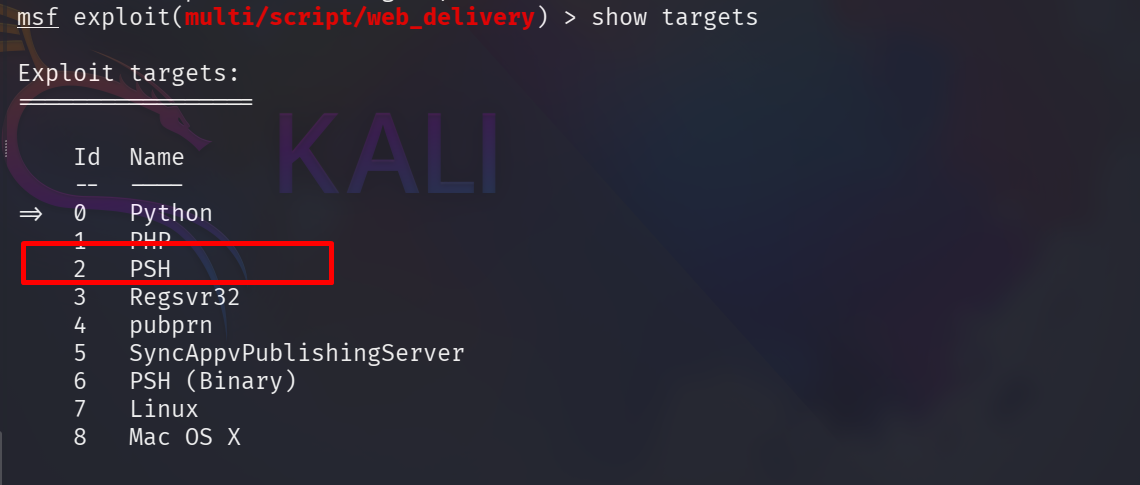 msf exploit(multi/script/web_delivery) > show targets
Exploit targets:
================
KALI
Id  Name
--  ----
=>  0  Python
1  PHP
2  PSH
3  Regsvr32
4  pubprn
5  SyncAppvPublishingServer
6  PSH (Binary)
7  Linux
8  Mac OS X